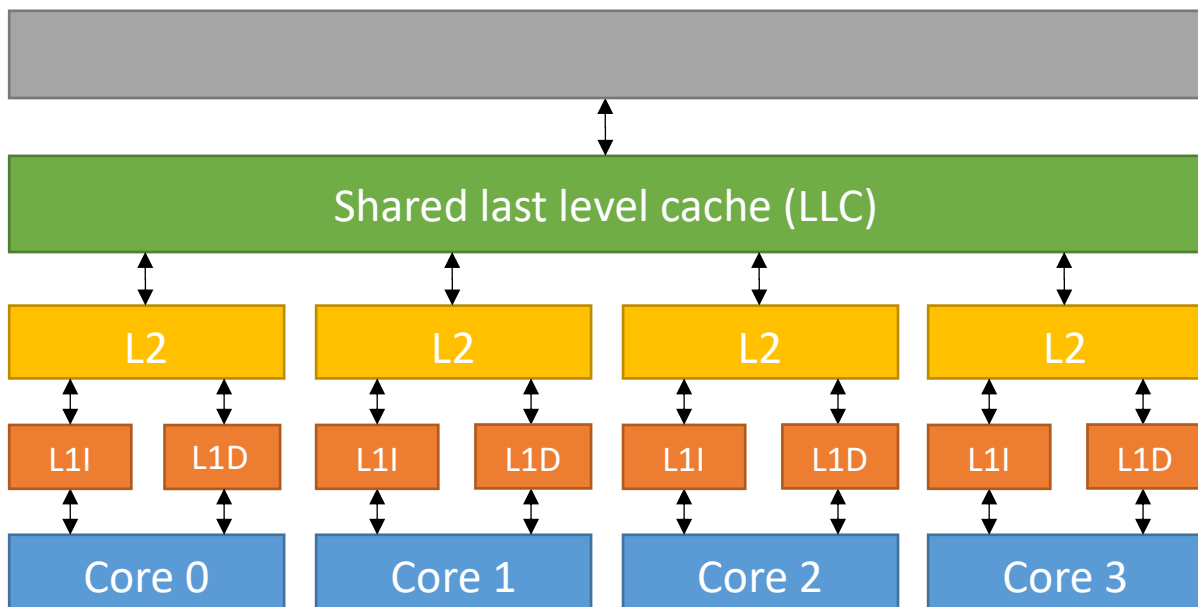 Shared last level cache (LLC)
L2 L2 L2 L2
L1I L1D L1I L1D L1I L1D L1I L1D
Core 0 Core 1 Core 2 Core 3